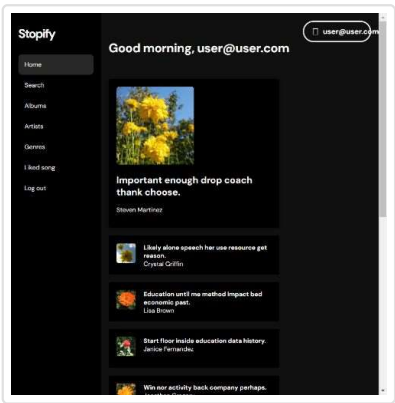 Stopify
user@user.com
Good morning, user@user.com
Home
Search
Albums
Artists
Genres
Liked song
Log out
Important enough drop coach
thank choose.
Steven Martinez
Likely alone speech her use resource get
reason.
Crystal Griffin
Education until me method impact bad
economic past.
Lisa Brown
Start floor inside education data history.
Janice Fernandez
Win nor activity back company perhaps.